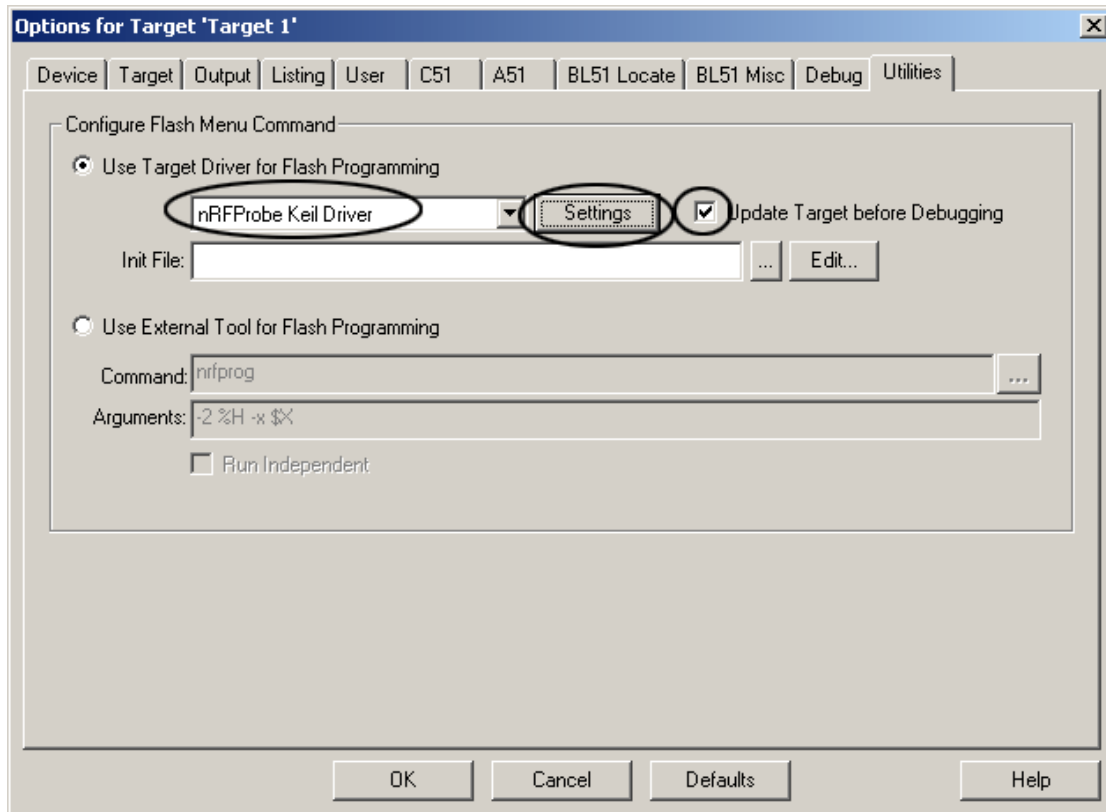 Options for Target 'Target 1'
Device Target Output Listing User C51 A51 BL51 Locate BL51 Misc Debug Utilities
Configure Flash Menu Command
Use Target Driver for Flash Programming
nRFProbe Keil Driver Settings Update Target before Debugging
Init File: ... Edit...
Use External Tool for Flash Programming
Command: nrfprog ...
Arguments: -2 %H -x $X
Run Independent
OK Cancel Defaults Help